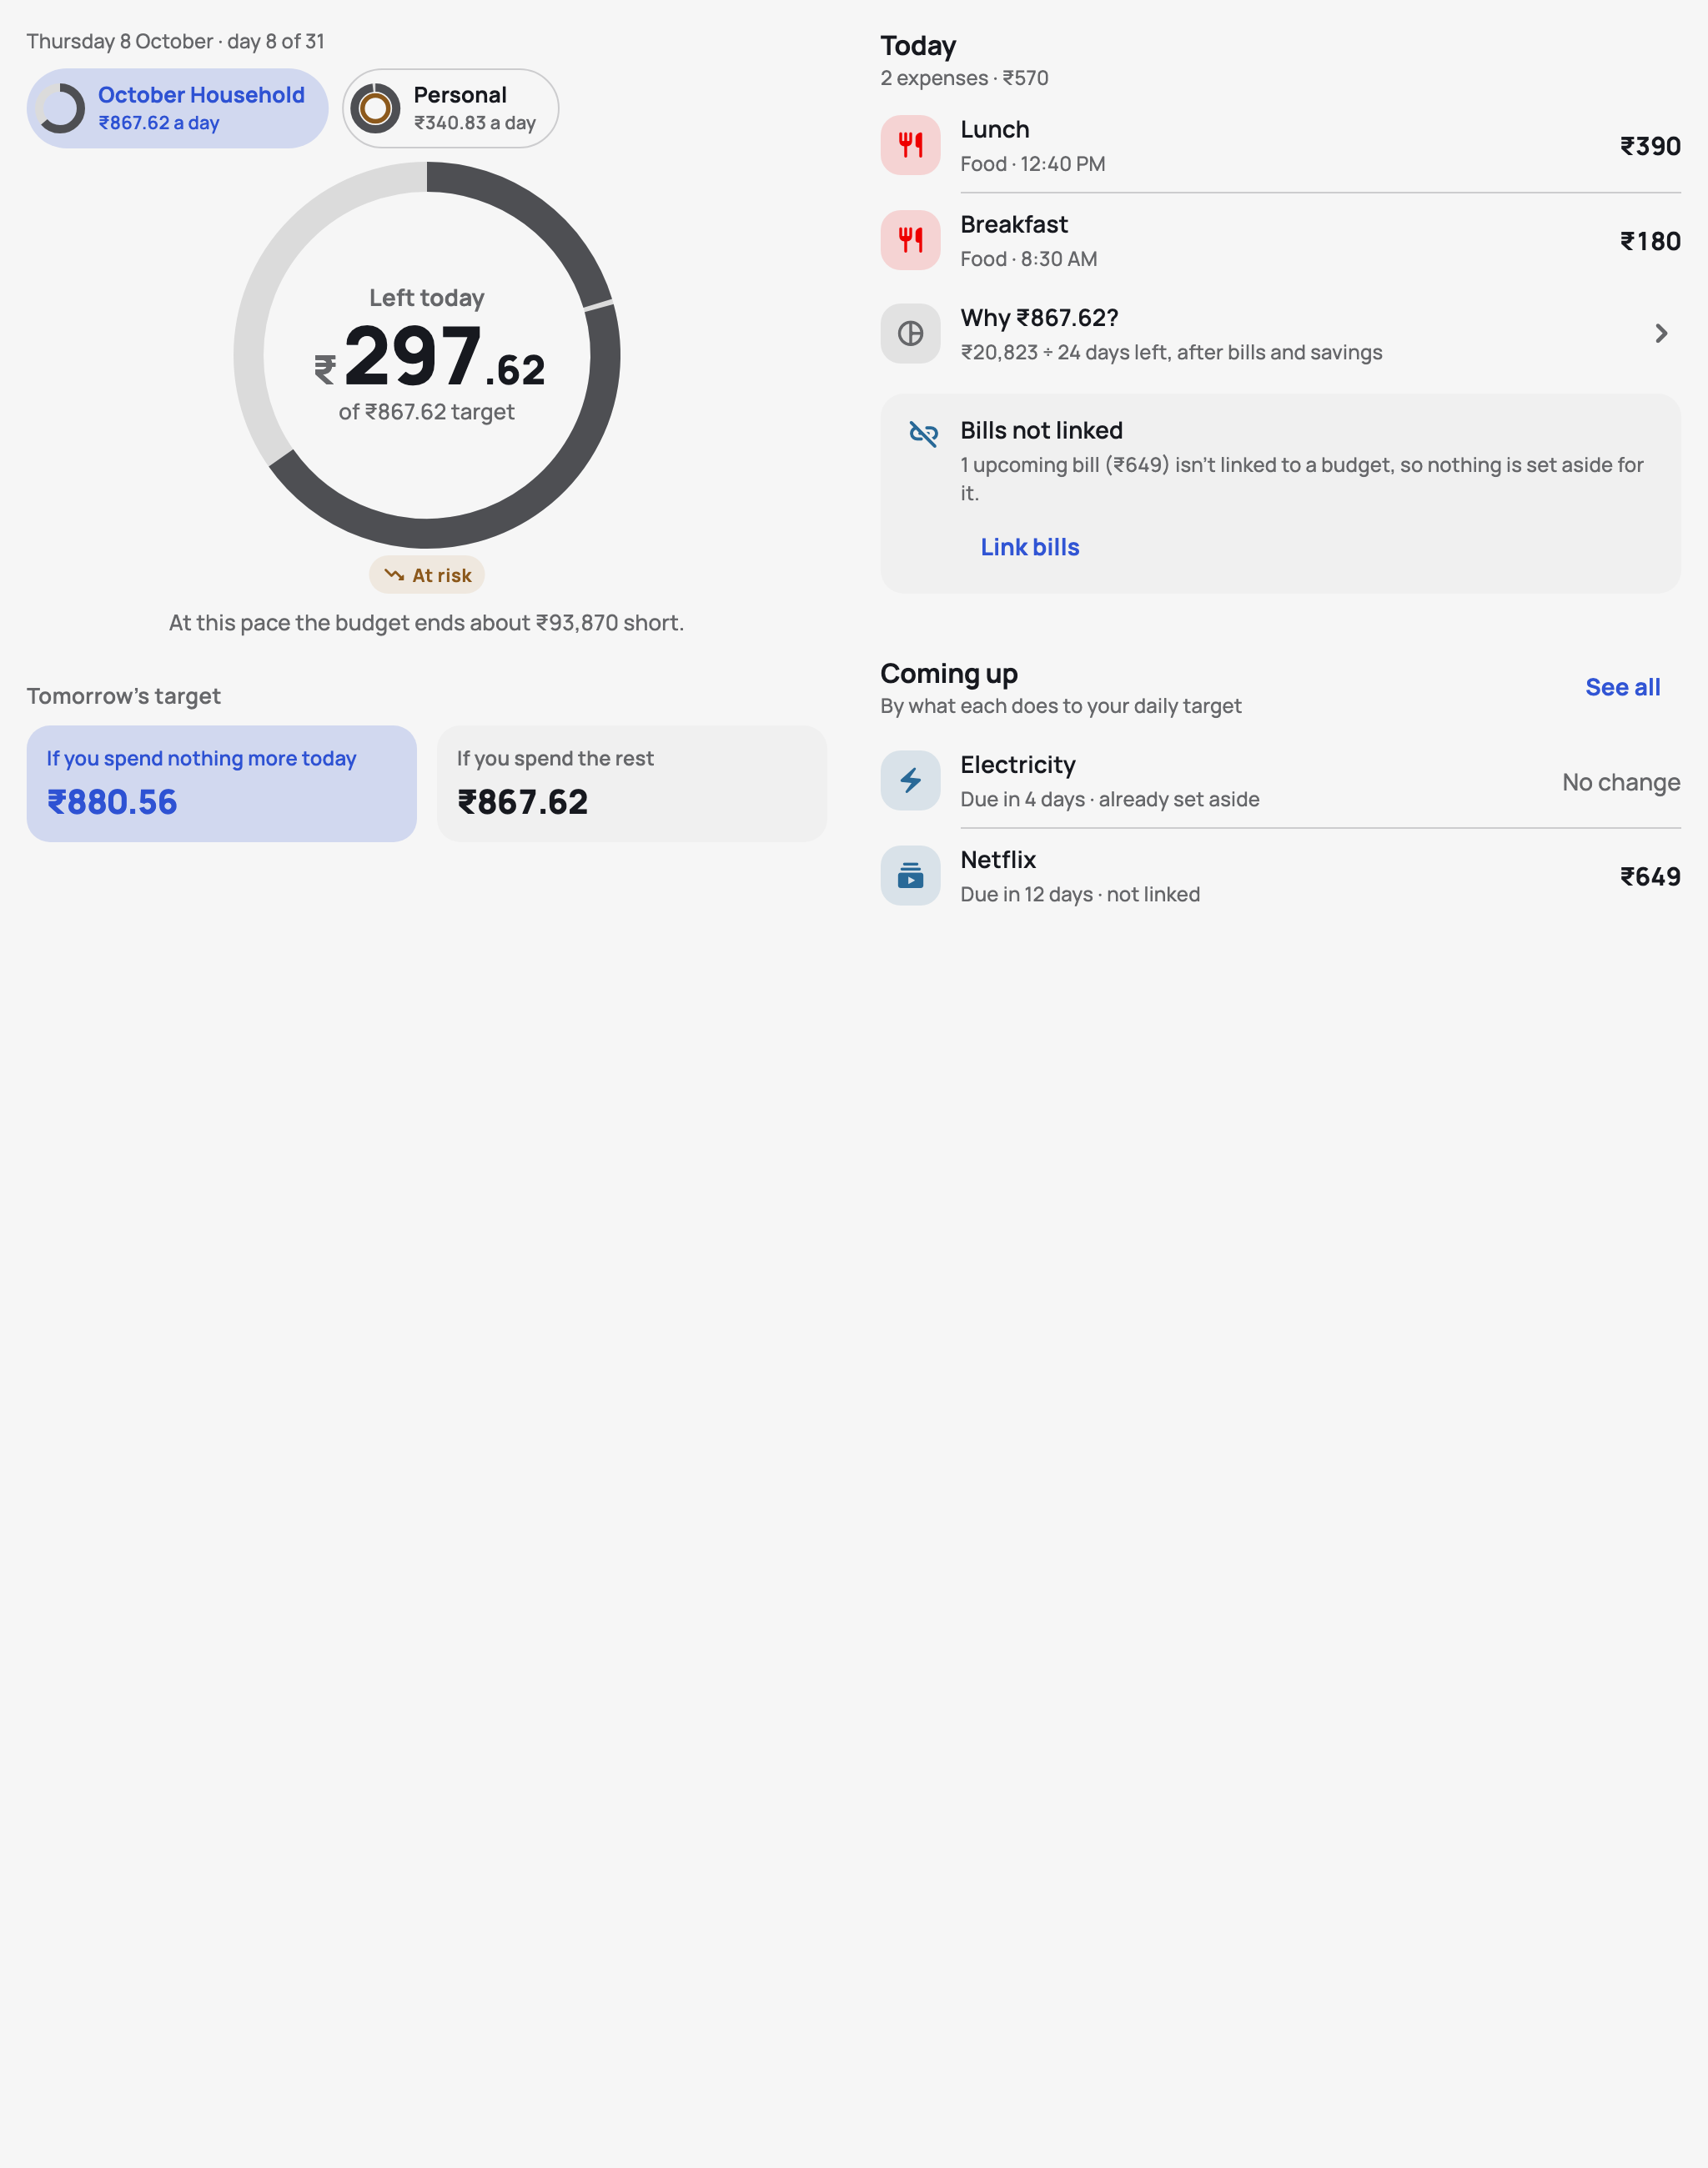 Thursday 8 October · day 8 of 31
October Household
₹867.62 a day
Personal
₹340.83 a day
Left today
₹297.62
of ₹867.62 target
At risk
At this pace the budget ends about ₹93,870 short.
Tomorrow's target
If you spend nothing more today
₹880.56
If you spend the rest
₹867.62
Today
2 expenses · ₹570
Lunch
Food · 12:40 PM
₹390
Breakfast
Food · 8:30 AM
₹180
Why ₹867.62?
₹20,823 ÷ 24 days left, after bills and savings
Bills not linked
1 upcoming bill (₹649) isn't linked to a budget, so nothing is set aside for
it.
Link bills
Coming up
By what each does to your daily target
See all
Electricity
Due in 4 days · already set aside
No change
Netflix
Due in 12 days · not linked
₹649